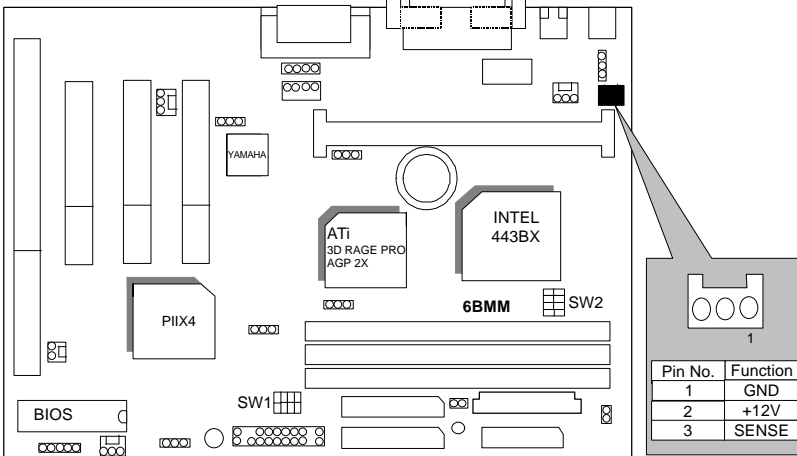 YAMAHA
ATi
3D RAGE PRO
AGP 2X
INTEL
443BX
PIIX4
6BMM
SW2
SW1
BIOS
1
Pin No. Function
1 GND
2 +12V
3 SENSE